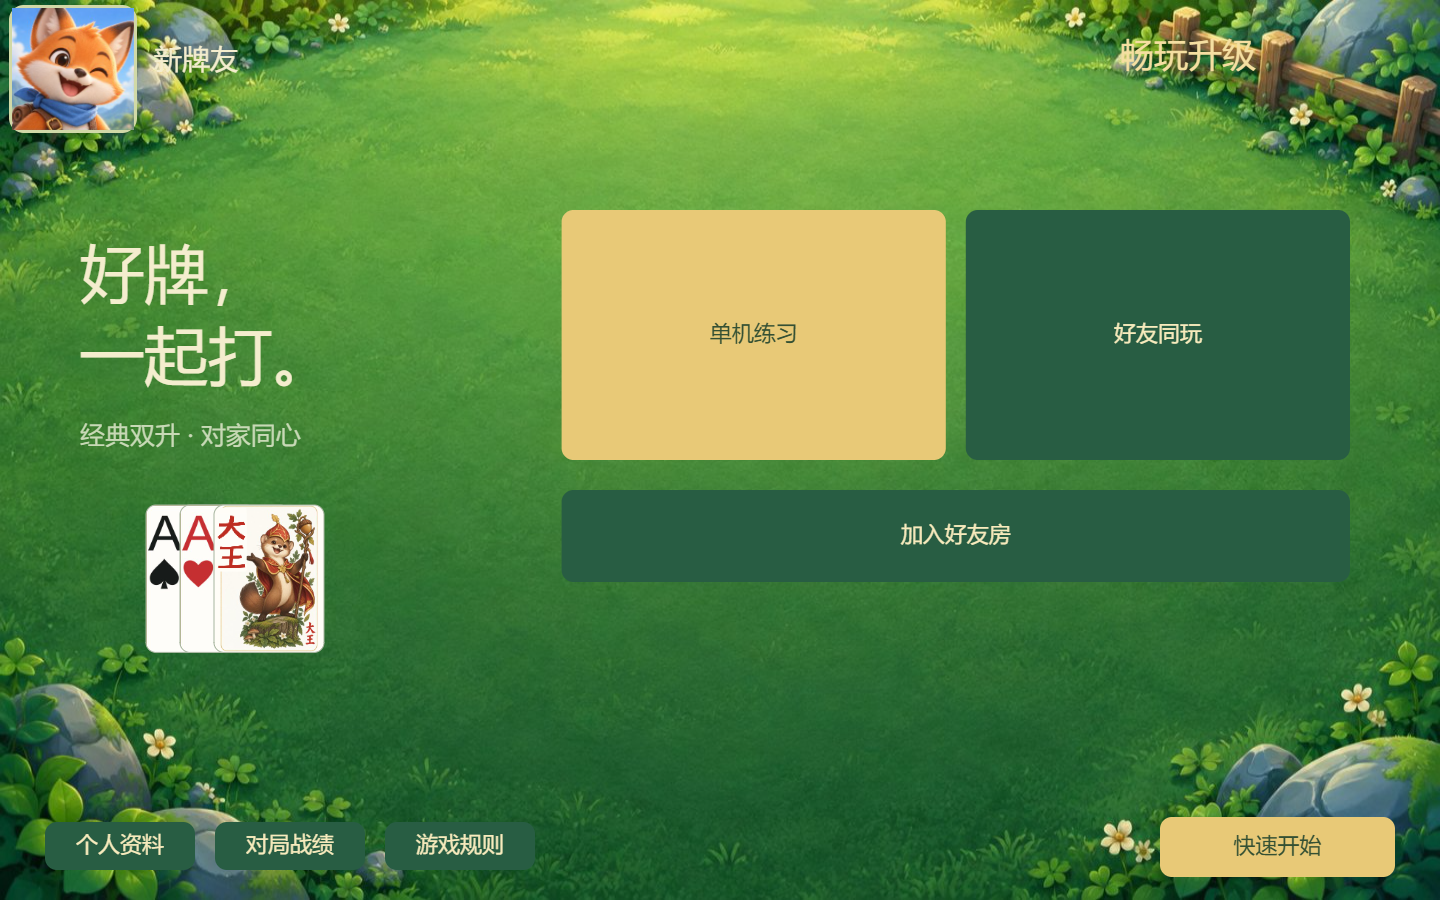 新牌友
畅玩升级
好牌，
一起打。
经典双升·对家同心
单机练习
好友同玩
加入好友房
A
A
大王
大王
个人资料
对局战绩
游戏规则
快速开始